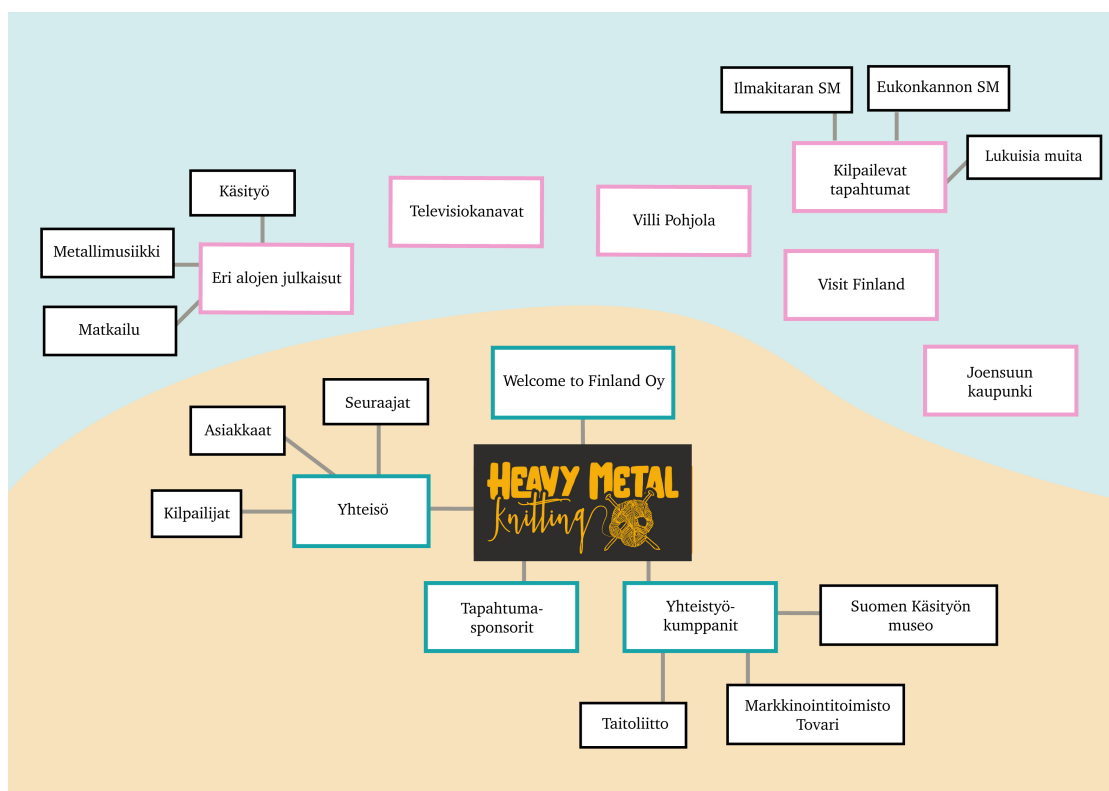 Ilmakitaran SM
Eukonkannon SM
Kilpailevat
tapahtumat
Lukuisia muita
Käsityö
Televisiokanavat
Villi Pohjola
Metallimusiikki
Eri alojen julkaisut
Visit Finland
Matkailu
Joensuun
kaupunki
Welcome to Finland Oy
Seuraajat
Asiakkaat
Kilpailijat
Yhteisö
HEAVY METAL
Knitting
Tapahtuma-
sponsorit
Yhteistyö-
kumppanit
Suomen Käsityön
museo
Taitoliitto
Markkinointitoimisto
Tovari